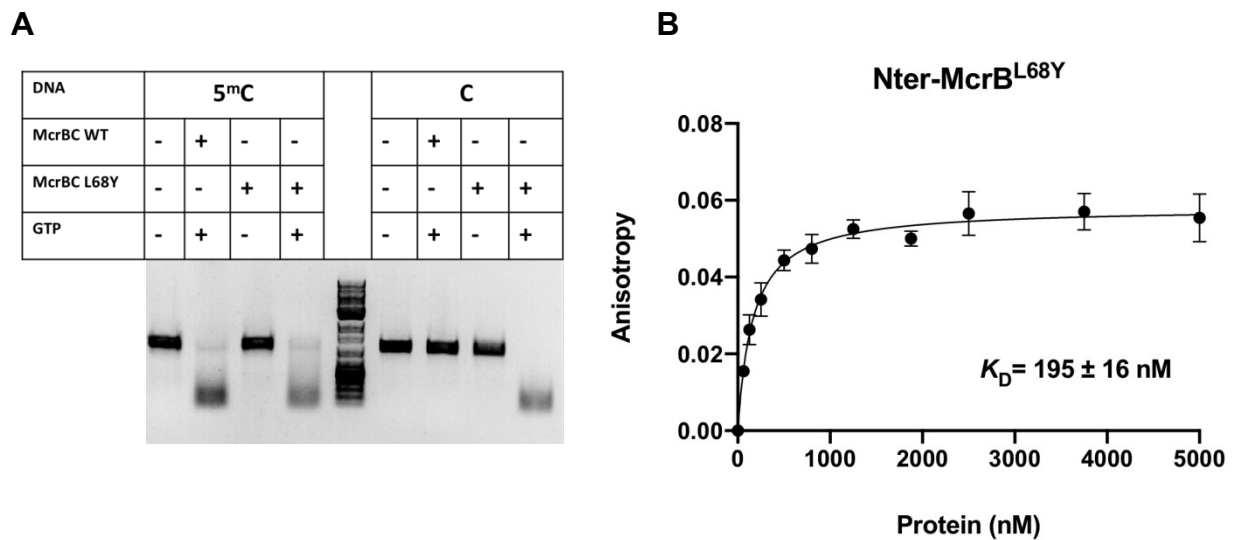 A
DNA 5ᵐC C
McrBC WT - + - - - + - -
McrBC L68Y - - + + - - + +
GTP - + - + - + - +
B
Nter-McrBᴸ⁶⁸ʸ
0.08
0.06
0.04
0.02
0.00
Anisotropy
K_D= 195 ± 16 nM
0 1000 2000 3000 4000 5000
Protein (nM)